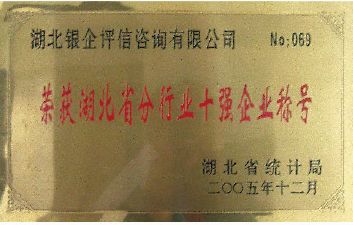 湖北银企评信咨询有限公司 No:069
荣获湖北省分行业十强企业称号
湖北省统计局
二〇〇五年十二月